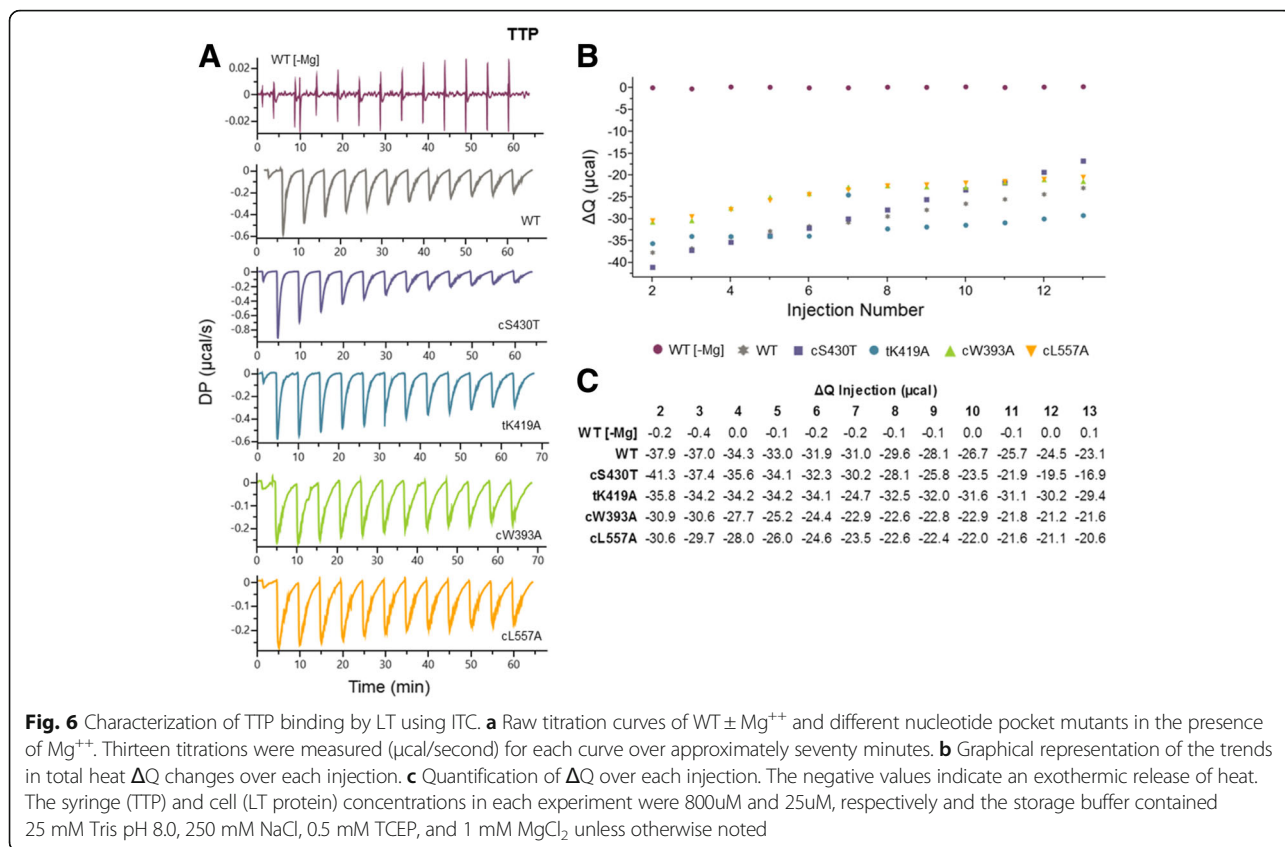 TTP
A
WT [-Mg]
0.02
0
-0.02
0 10 20 30 40 50 60
0
-0.2
-0.4
-0.6
WT
0 10 20 30 40 50 60
0
-0.2
-0.4
-0.6
-0.8
cS430T
0 10 20 30 40 50 60
0
-0.2
-0.4
-0.6
tK419A
0 10 20 30 40 50 60 70
0
-0.1
-0.2
cW393A
0 10 20 30 40 50 60 70
0
-0.1
-0.2
cL557A
0 10 20 30 40 50 60
DP (µcal/s)
Time (min)
B
0
-5
-10
-15
-20
-25
-30
-35
-40
ΔQ (µcal)
2 4 6 8 10 12
Injection Number
WT [-Mg] WT cS430T tK419A cW393A cL557A
C
ΔQ Injection (µcal)
2 3 4 5 6 7 8 9 10 11 12 13
WT [-Mg] -0.2 -0.4 0.0 -0.1 -0.2 -0.2 -0.1 -0.1 0.0 -0.1 0.0 0.1
WT -37.9 -37.0 -34.3 -33.0 -31.9 -31.0 -29.6 -28.1 -26.7 -25.7 -24.5 -23.1
cS430T -41.3 -37.4 -35.6 -34.1 -32.3 -30.2 -28.1 -25.8 -23.5 -21.9 -19.5 -16.9
tK419A -35.8 -34.2 -34.2 -34.2 -34.1 -24.7 -32.5 -32.0 -31.6 -31.1 -30.2 -29.4
cW393A -30.9 -30.6 -27.7 -25.2 -24.4 -22.9 -22.6 -22.8 -22.9 -21.8 -21.2 -21.6
cL557A -30.6 -29.7 -28.0 -26.0 -24.6 -23.5 -22.6 -22.4 -22.0 -21.6 -21.1 -20.6
Fig. 6 Characterization of TTP binding by LT using ITC. a Raw titration curves of WT ± Mg⁺⁺ and different nucleotide pocket mutants in the presence
of Mg⁺⁺. Thirteen titrations were measured (µcal/second) for each curve over approximately seventy minutes. b Graphical representation of the trends
in total heat ΔQ changes over each injection. c Quantification of ΔQ over each injection. The negative values indicate an exothermic release of heat.
The syringe (TTP) and cell (LT protein) concentrations in each experiment were 800uM and 25uM, respectively and the storage buffer contained
25 mM Tris pH 8.0, 250 mM NaCl, 0.5 mM TCEP, and 1 mM MgCl₂ unless otherwise noted